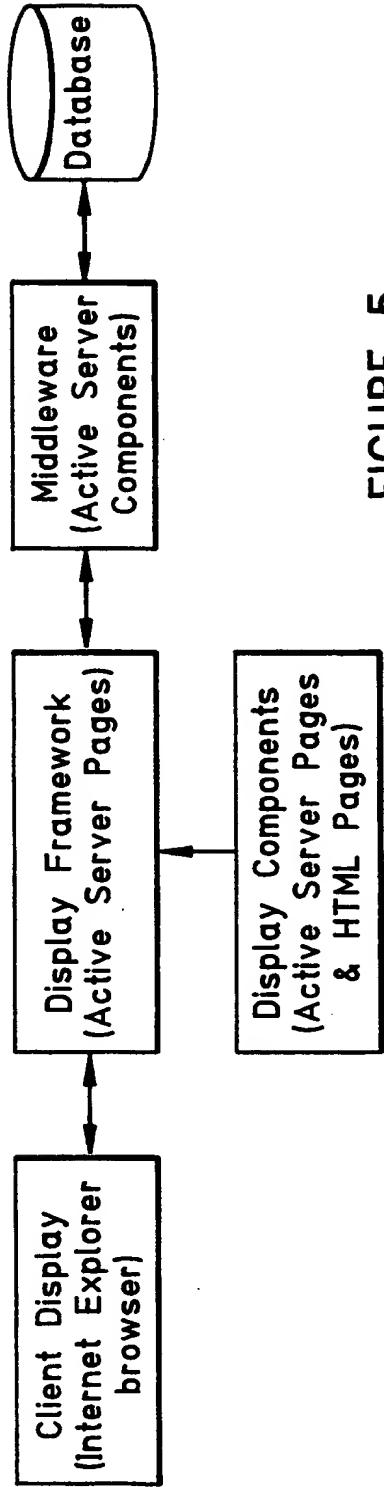 Client Display
(Internet Explorer
browser)
Display Framework
(Active Server Pages)
Middleware
(Active Server
Components)
Database
Display Components
(Active Server Pages
& HTML Pages)
FIGURE